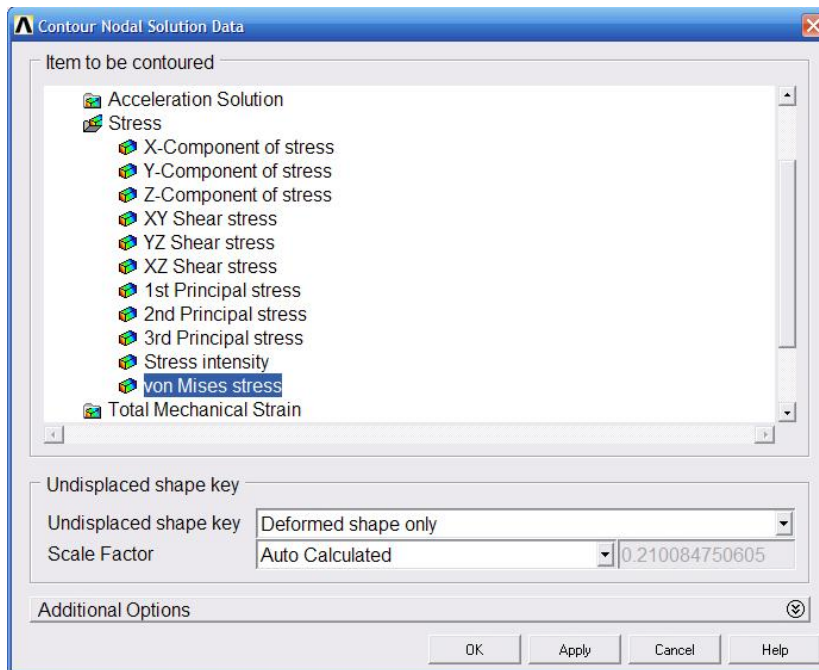 Contour Nodal Solution Data
Item to be contoured
Acceleration Solution
Stress
X-Component of stress
Y-Component of stress
Z-Component of stress
XY Shear stress
YZ Shear stress
XZ Shear stress
1st Principal stress
2nd Principal stress
3rd Principal stress
Stress intensity
von Mises stress
Total Mechanical Strain
Undisplaced shape key
Undisplaced shape key Deformed shape only
Scale Factor Auto Calculated 0.210084750605
Additional Options
OK Apply Cancel Help